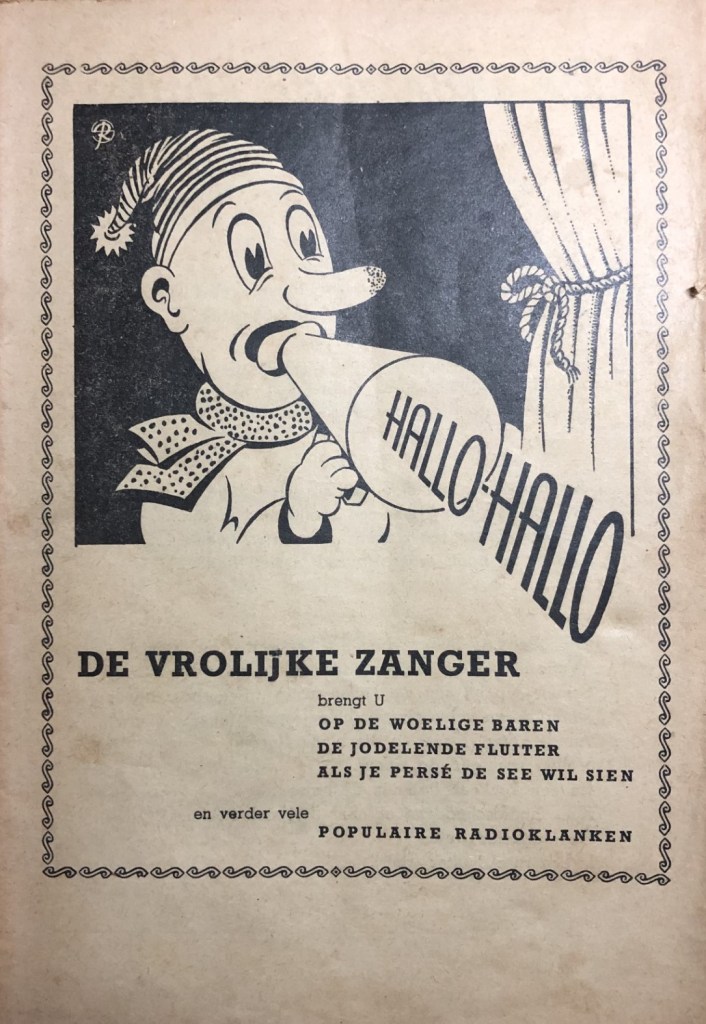 HALLO-HALLO
DE VROLIJKE ZANGER
brengt U
OP DE WOELIGE BAREN
DE JODELENDE FLUITER
ALS JE PERSÉ DE SEE WIL SIEN
en verder vele
POPULAIRE RADIOKLANKEN